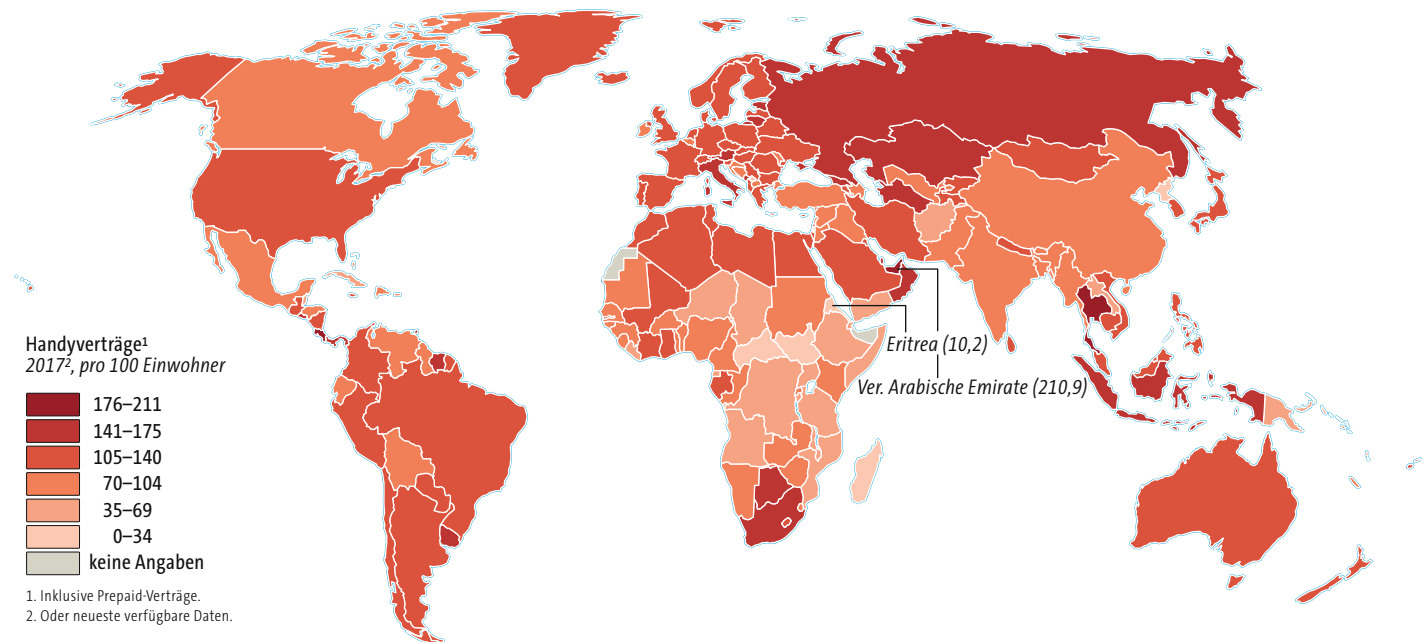 Eritrea (10,2)
Ver. Arabische Emirate (210,9)
Handyverträge¹
2017², pro 100 Einwohner
176–211
141–175
105–140
70–104
35–69
0–34
keine Angaben
1. Inklusive Prepaid-Verträge.
2. Oder neueste verfügbare Daten.